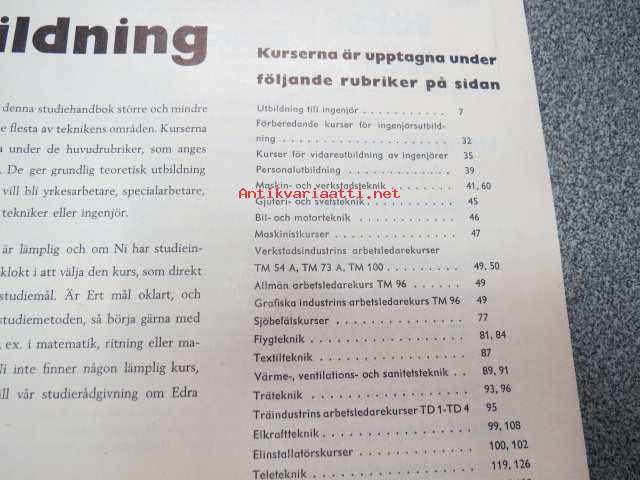 ildning
denna studiehandbok större och mindre
e flesta av teknikens områden. Kurserna
under de huvudrubriker, som anges
De ger grundlig teoretisk utbildning
vill bli yrkesarbetare, specialarbetare,
tekniker eller ingenjör.
är lämplig och om Ni har studiein-
klokt i att välja den kurs, som direkt
studiemål. Är Ert mål oklart, och
studiemetoden, så börja gärna med
ex. i matematik, ritning eller ma-
li inte finner någon lämplig kurs,
ill vår studierådgivning om Edra
Kurserna är upptagna under
följande rubriker på sidan
Utbildning till ingenjör . . . . . . . . . . . 7
Förberedande kurser för ingenjörsutbild-
ning . . . . . . . . . . . . . . . . . . . . 32
Kurser för vidareutbildning av ingenjörer 35
Personalutbildning . . . . . . . . . . . . . 39
Maskin- och verkstadsteknik . . . . . . . 41, 60
Gjuteri- och svetsteknik . . . . . . . . . . 45
Bil- och motorteknik . . . . . . . . . . . . 46
Maskinistkurser . . . . . . . . . . . . . . 47
Verkstadsindustrins arbetsledarekurser
TM 54 A, TM 73 A, TM 100 . . . . . . . . 49, 50
Allmän arbetsledarekurs TM 96 . . . . . . 49
Grafiska industrins arbetsledarekurs TM 96 49
Sjöbefälskurser . . . . . . . . . . . . . . 77
Flygteknik . . . . . . . . . . . . . . . . . 81, 84
Textilteknik . . . . . . . . . . . . . . . . 87
Värme-, ventilations- och sanitetsteknik . . 89, 91
Träteknik . . . . . . . . . . . . . . . . . 93, 96
Träindustrins arbetsledarekurser TD 1-TD 4 95
Elkraftteknik . . . . . . . . . . . . . . . 99, 108
Elinstallatörskurser . . . . . . . . . . . . 100, 102
Teleteknik . . . . . . . . . . . . . . . . . 119, 126
Antikvariaatti.net